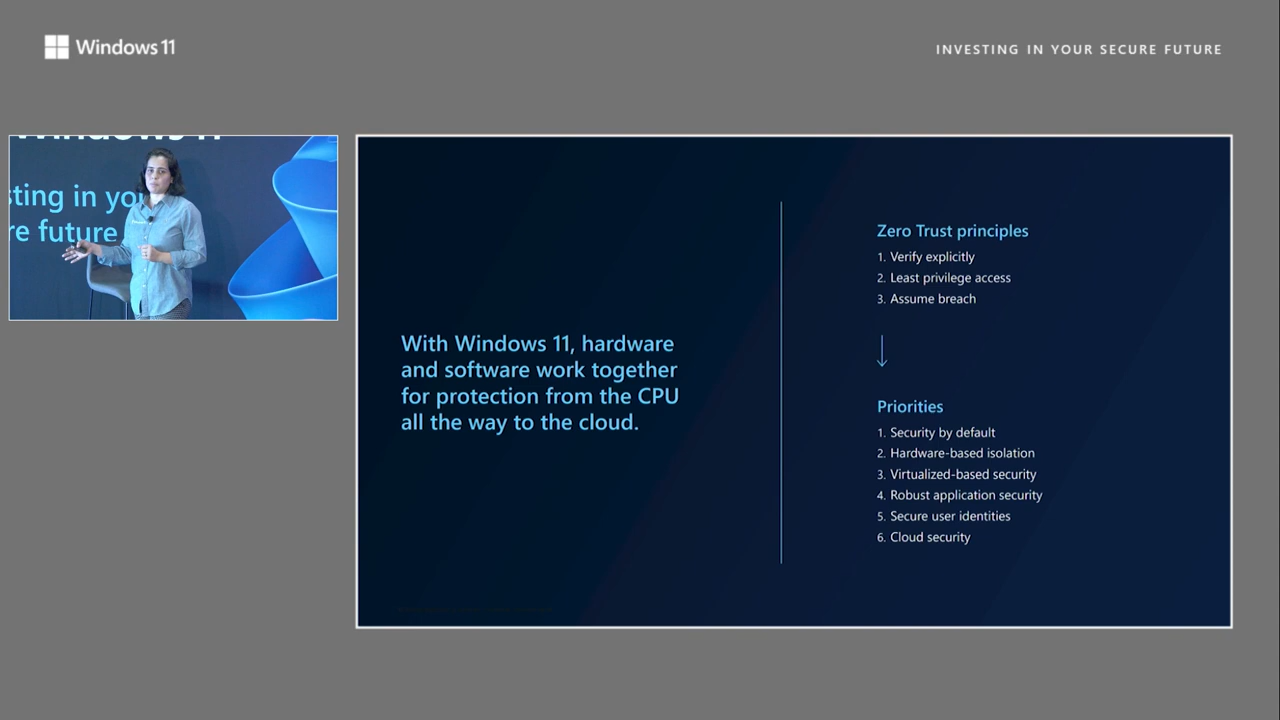 Windows 11
INVESTING IN YOUR SECURE FUTURE
Windows 11
sting in you
re future
With Windows 11, hardware
and software work together
for protection from the CPU
all the way to the cloud.
Zero Trust principles
1. Verify explicitly
2. Least privilege access
3. Assume breach
Priorities
1. Security by default
2. Hardware-based isolation
3. Virtualized-based security
4. Robust application security
5. Secure user identities
6. Cloud security